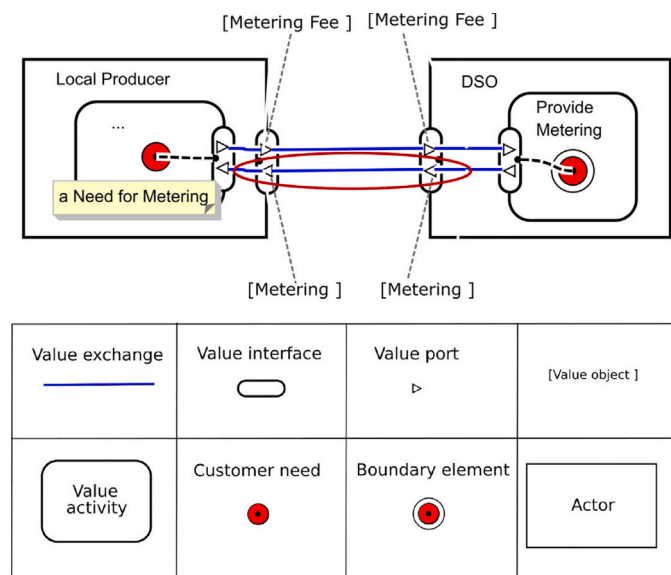 [Metering Fee ]
[Metering Fee ]
Local Producer
DSO
...
Provide
Metering
a Need for Metering
[Metering ]
[Metering ]
Value exchange
Value interface
Value port
[Value object ]
Value
activity
Customer need
Boundary element
Actor